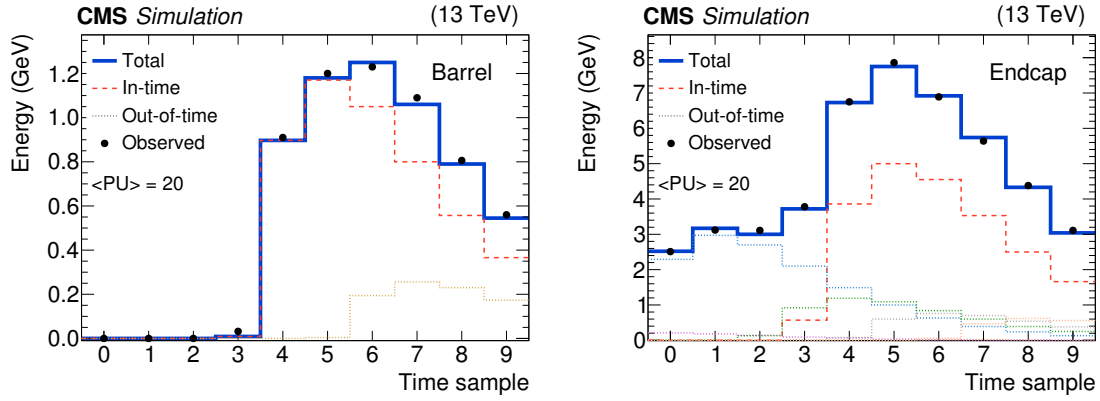 CMS Simulation (13 TeV)
Energy (GeV)
1.2
1.0
0.8
0.6
0.4
0.2
0.0
Total
In-time
Out-of-time
Observed
<PU> = 20
Barrel
0 1 2 3 4 5 6 7 8 9
Time sample
CMS Simulation (13 TeV)
Energy (GeV)
8
7
6
5
4
3
2
1
0
Total
In-time
Out-of-time
Observed
<PU> = 20
Endcap
0 1 2 3 4 5 6 7 8 9
Time sample